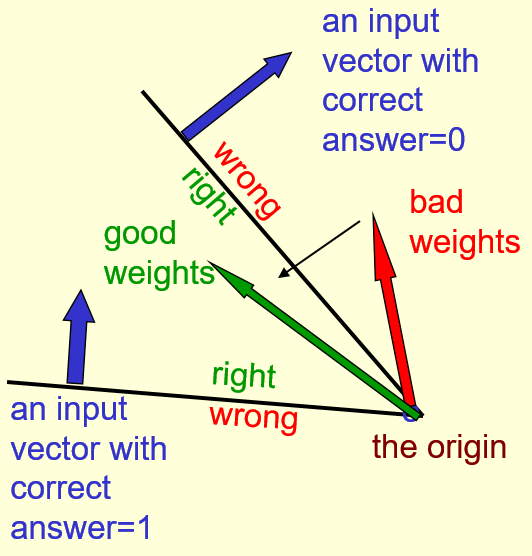 an input
vector with
correct
answer=0
wrong
right
bad
weights
good
weights
right
wrong
an input
vector with
correct
answer=1
the origin